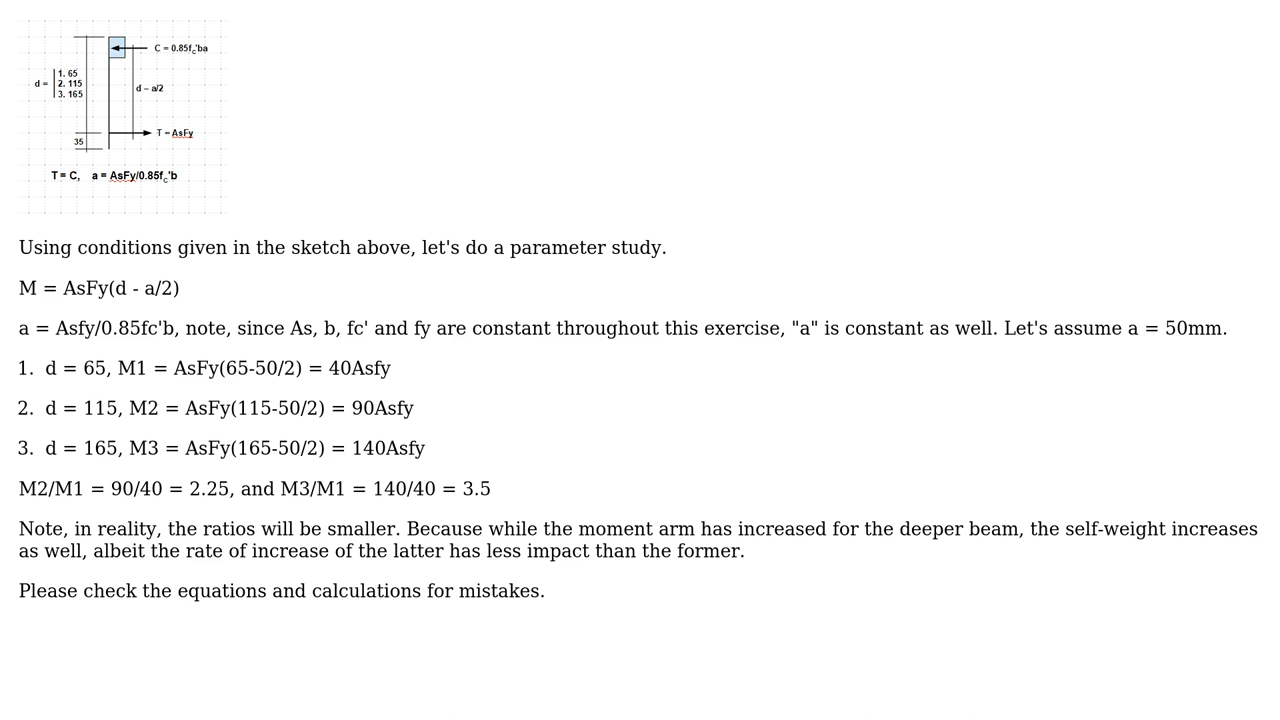 C = 0.85fc'ba
d =
1. 65
2. 115
3. 165
d – a/2
T = AsFy
35
T = C, a = AsFy/0.85fc'b
Using conditions given in the sketch above, let's do a parameter study.
M = AsFy(d - a/2)
a = Asfy/0.85fc'b, note, since As, b, fc' and fy are constant throughout this exercise, "a" is constant as well. Let's assume a = 50mm.
1. d = 65, M1 = AsFy(65-50/2) = 40Asfy
2. d = 115, M2 = AsFy(115-50/2) = 90Asfy
3. d = 165, M3 = AsFy(165-50/2) = 140Asfy
M2/M1 = 90/40 = 2.25, and M3/M1 = 140/40 = 3.5
Note, in reality, the ratios will be smaller. Because while the moment arm has increased for the deeper beam, the self-weight increases
as well, albeit the rate of increase of the latter has less impact than the former.
Please check the equations and calculations for mistakes.